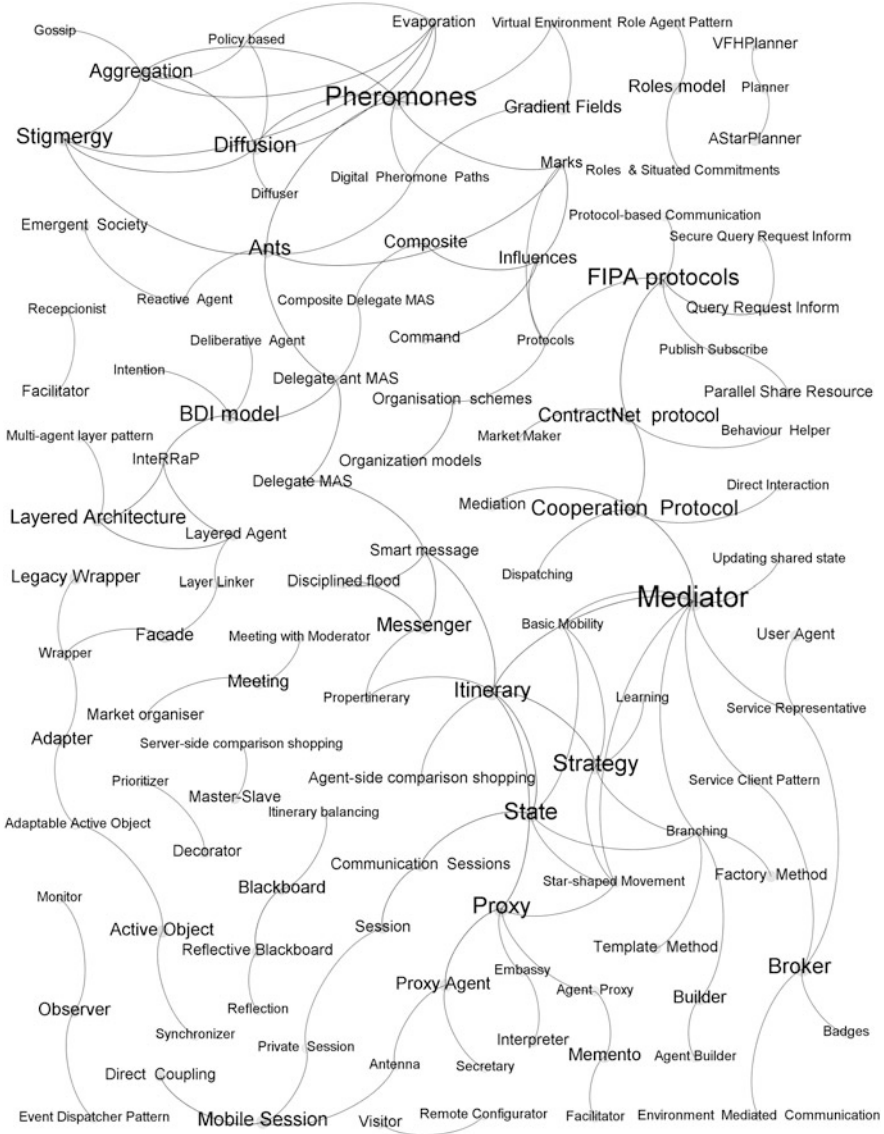 Gossip
Policy based
Evaporation
Virtual Environment
Role Agent Pattern
VFHPlanner
Aggregation
Pheromones
Gradient Fields
Roles model
Planner
Stigmergy
Diffusion
AStarPlanner
Marks
Roles & Situated Commitments
Diffuser
Digital Pheromone Paths
Emergent Society
Ants
Composite
Influences
Protocol-based Communication
Secure Query Request Inform
FIPA protocols
Reactive Agent
Composite Delegate MAS
Recepcionist
Query Request Inform
Deliberative Agent
Command
Protocols
Publish Subscribe
Facilitator
Intention
Delegate ant MAS
Organisation schemes
Parallel Share Resource
BDI model
ContractNet protocol
Multi-agent layer pattern
Market Maker
Behaviour Helper
InteRRaP
Organization models
Delegate MAS
Direct Interaction
Layered Architecture
Mediation
Cooperation Protocol
Layered Agent
Smart message
Updating shared state
Legacy Wrapper
Layer Linker
Disciplined flood
Dispatching
Mediator
Facade
Meeting with Moderator
Messenger
Basic Mobility
User Agent
Wrapper
Meeting
Propertinerary
Itinerary
Learning
Service Representative
Market organiser
Adapter
Server-side comparison shopping
Agent-side comparison shopping
Strategy
Service Client Pattern
Prioritizer
Master-Slave
Itinerary balancing
State
Adaptable Active Object
Branching
Decorator
Communication Sessions
Blackboard
Star-shaped Movement
Factory Method
Monitor
Proxy
Active Object
Session
Reflective Blackboard
Template Method
Embassy
Broker
Observer
Reflection
Proxy Agent
Agent Proxy
Builder
Synchronizer
Private Session
Interpreter
Badges
Direct Coupling
Antenna
Secretary
Memento
Agent Builder
Event Dispatcher Pattern
Mobile Session
Visitor
Remote Configurator
Facilitator
Environment Mediated Communication